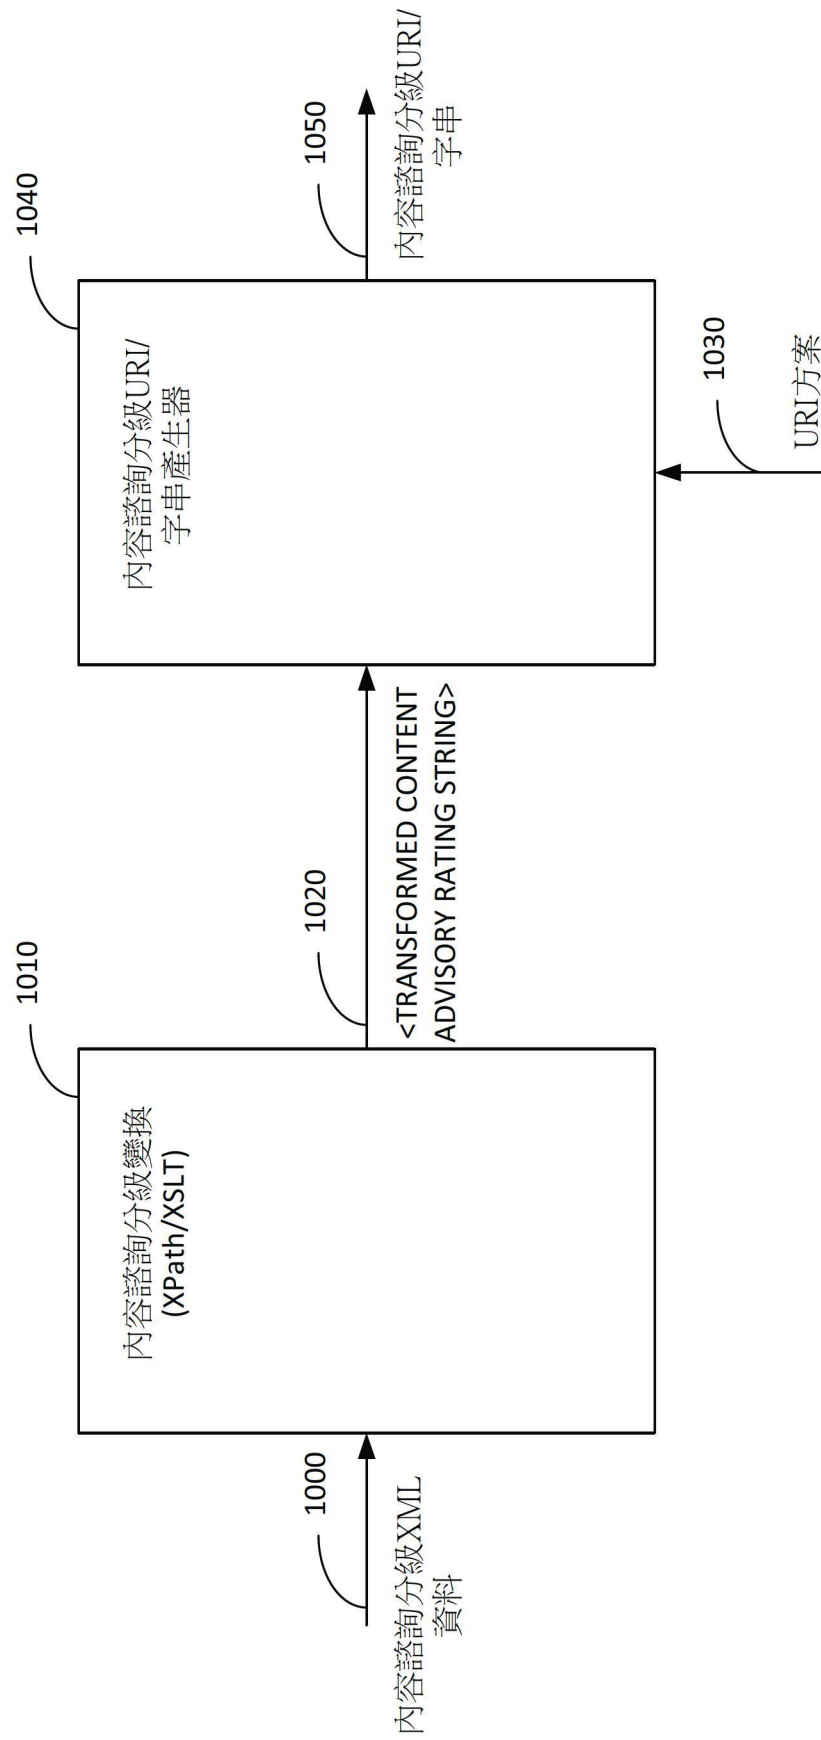 內容諮詢分級XML
資料
1000
1010
內容諮詢分級變換
(XPath/XSLT)
1020
<TRANSFORMED CONTENT
ADVISORY RATING STRING>
1040
內容諮詢分級URI/
字串產生器
1030
URI方案
1050
內容諮詢分級URI/
字串